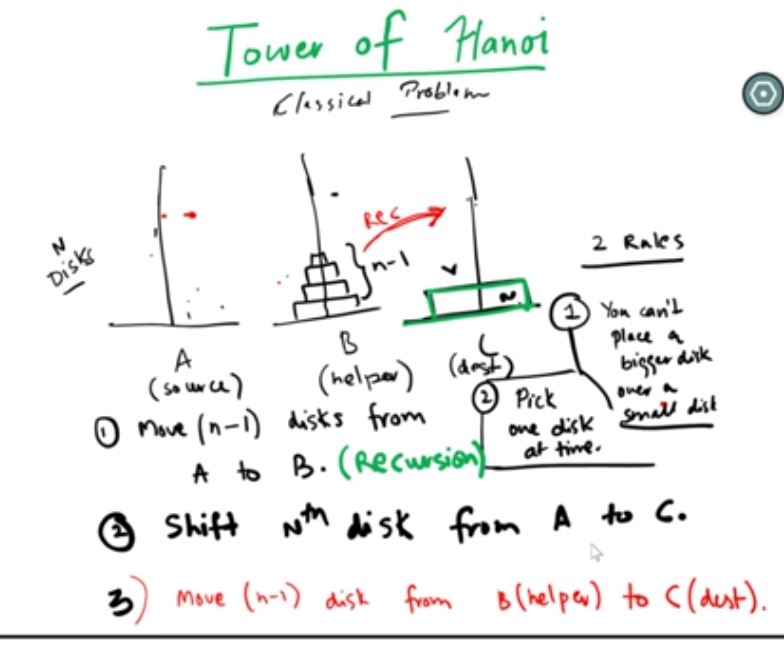 Tower of Hanoi
Classical Problem
N
Disks
Rec
n-1
N
A
(source)
B
(helper)
C
(dest)
2 Rules
1 You can't
place a
bigger disk
over a
small disk
2 Pick
one disk
at time.
1 Move (n-1) disks from
A to B. (Recursion)
2 Shift Nth disk from A to C.
3) Move (n-1) disk from B(helper) to C(dest).